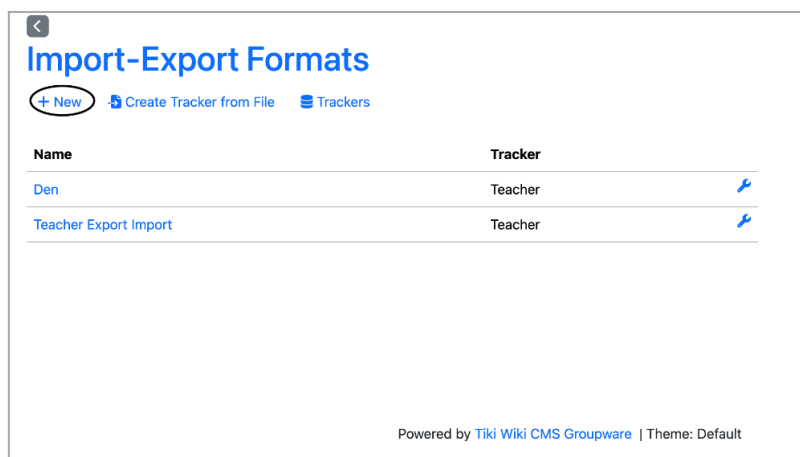 Import-Export Formats
+ New Create Tracker from File Trackers
Name Tracker
Den Teacher
Teacher Export Import Teacher
Powered by Tiki Wiki CMS Groupware | Theme: Default